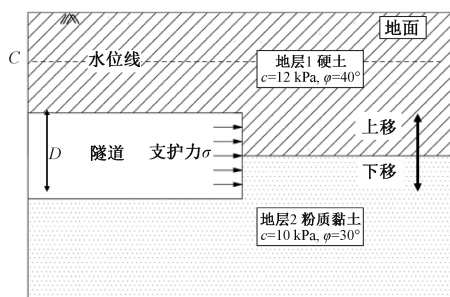 地面
C
水位线
地层1 硬土
c=12 kPa, φ=40°
上移
D
隧道
支护力σ
下移
地层2 粉质黏土
c=10 kPa, φ=30°